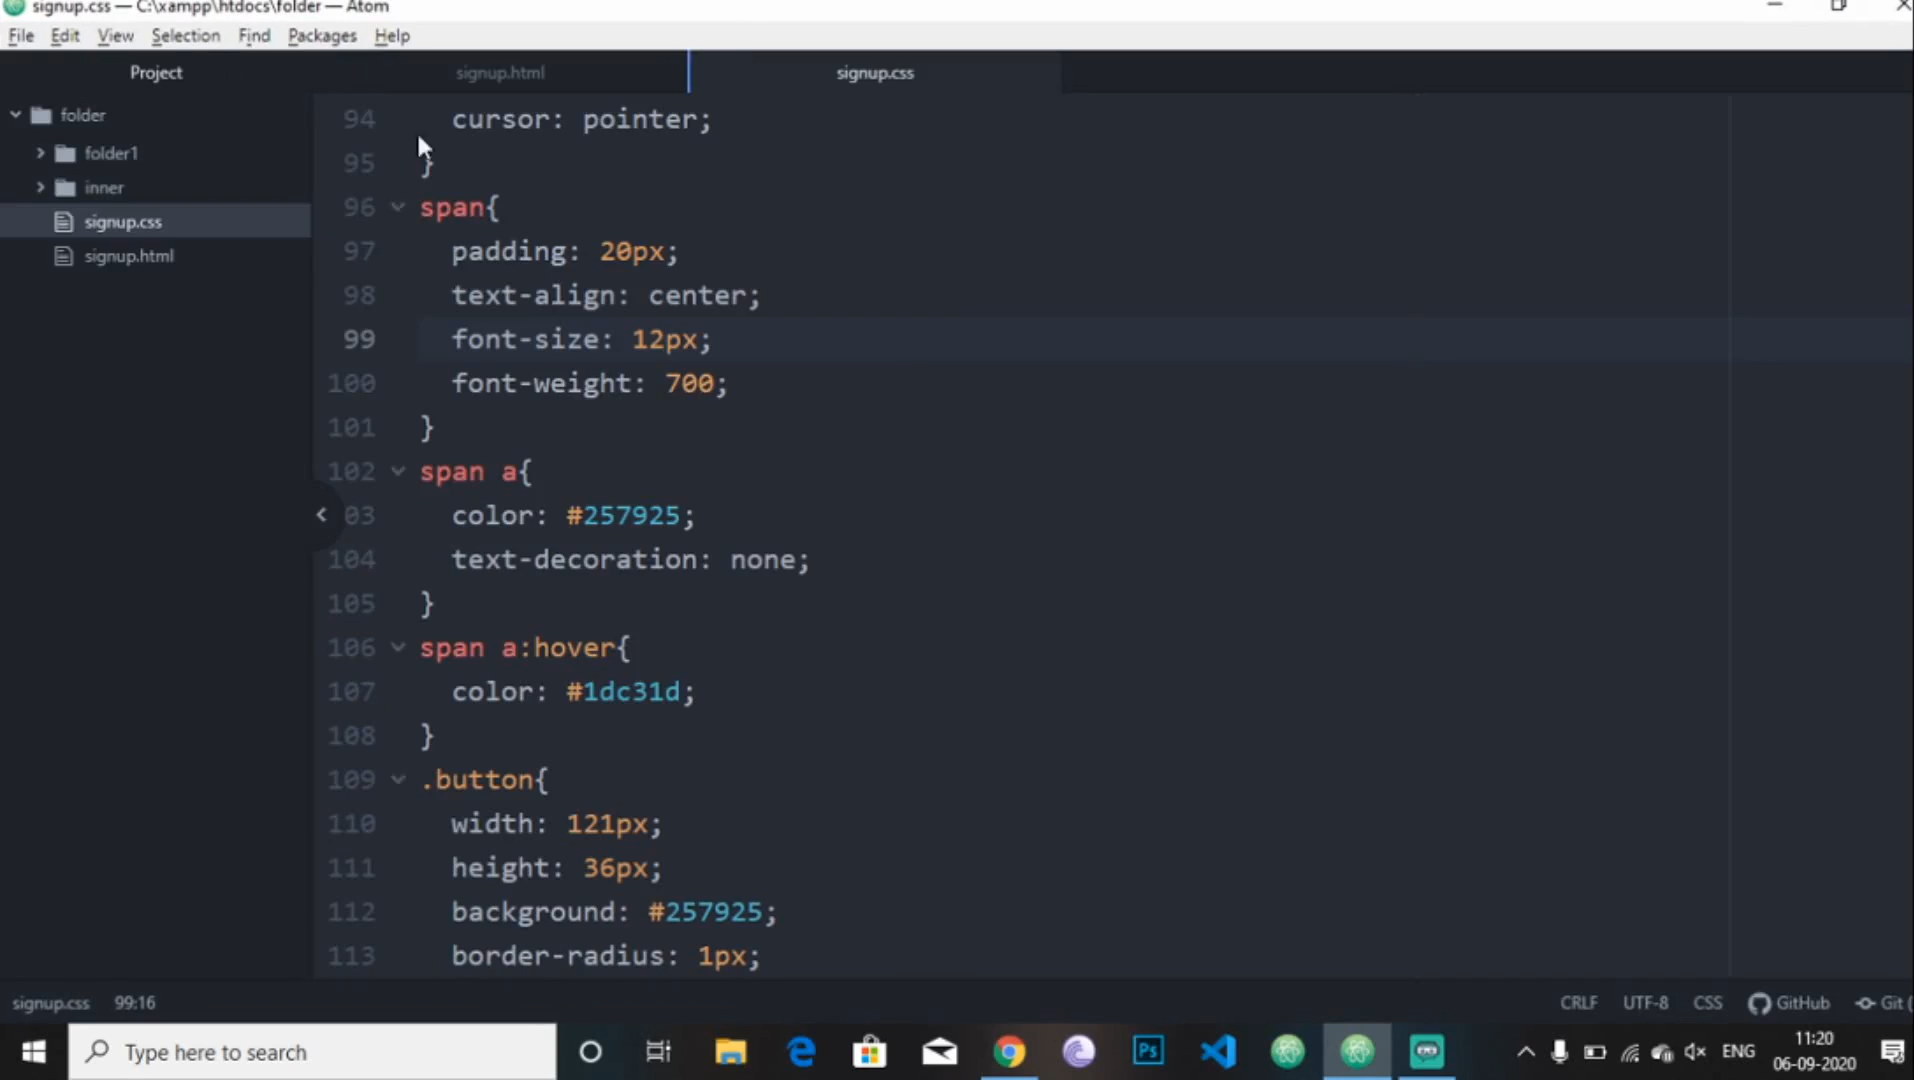 signup.css — C:\xampp\htdocs\folder — Atom
File Edit View Selection Find Packages Help
Project
signup.html
signup.css
folder
folder1
inner
signup.css
signup.html
94 cursor: pointer;
95 }
96 span{
97 padding: 20px;
98 text-align: center;
99 font-size: 12px;
100 font-weight: 700;
101 }
102 span a{
03 color: #257925;
104 text-decoration: none;
105 }
106 span a:hover{
107 color: #1dc31d;
108 }
109 .button{
110 width: 121px;
111 height: 36px;
112 background: #257925;
113 border-radius: 1px;
signup.css 99:16
CRLF UTF-8 CSS GitHub Git (
Type here to search
Ps
ENG
11:20
06-09-2020